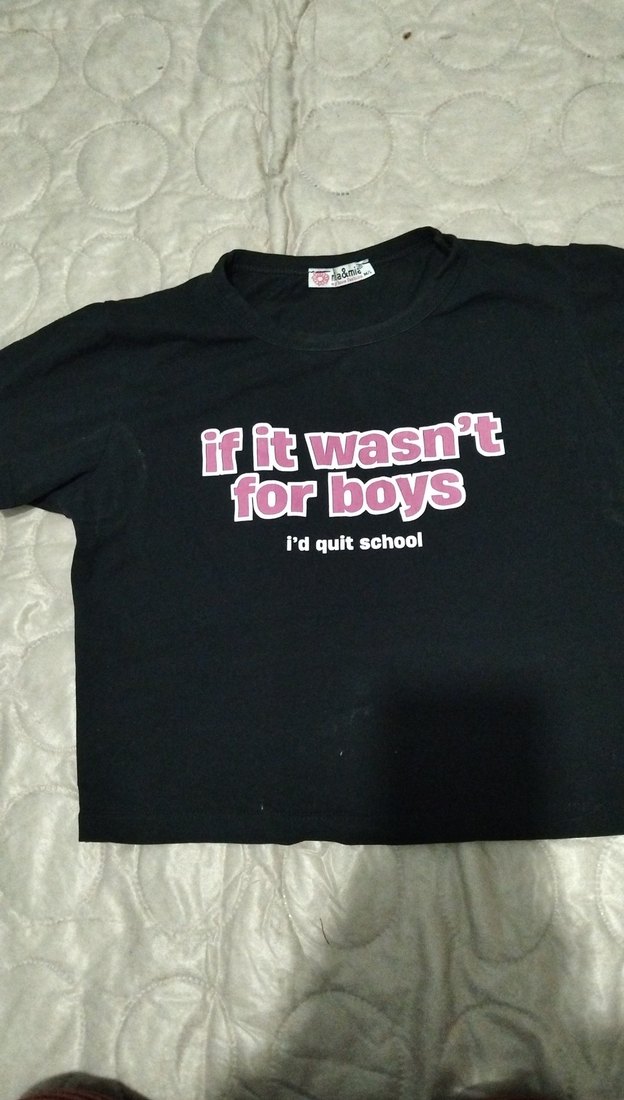 if it wasn't
for boys
i'd quit school